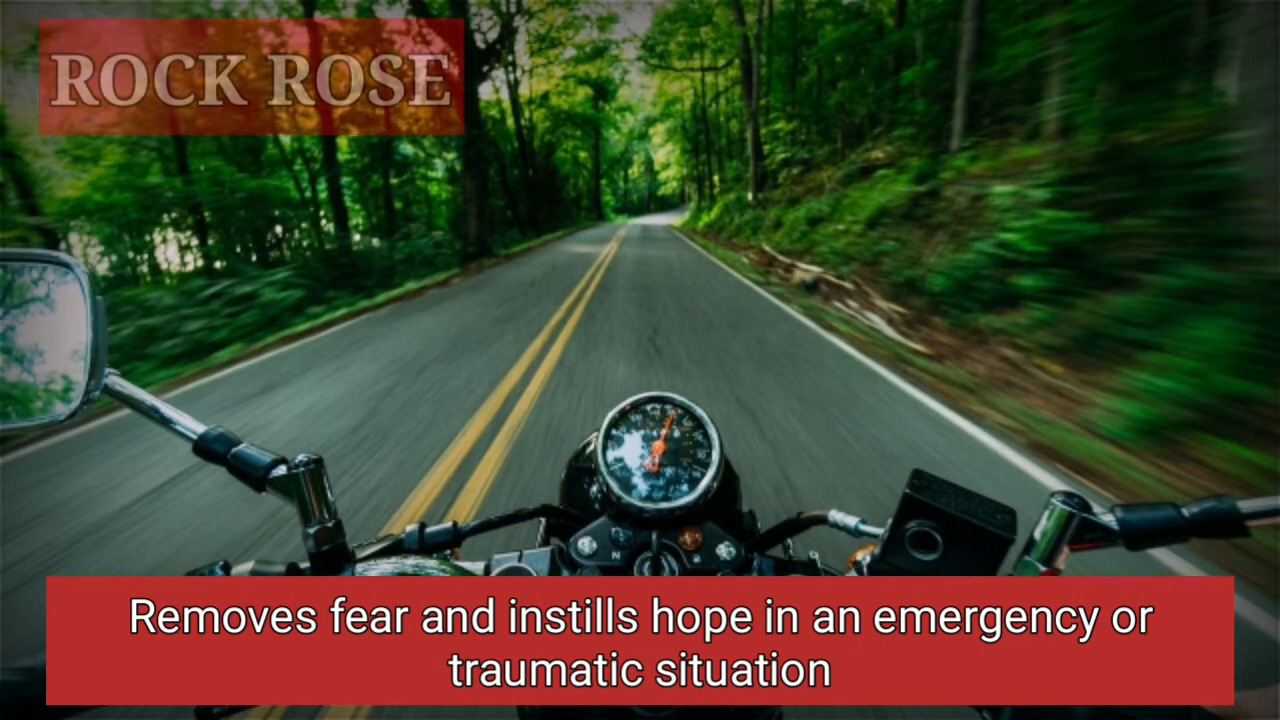 ROCK ROSE
Removes fear and instills hope in an emergency or
traumatic situation